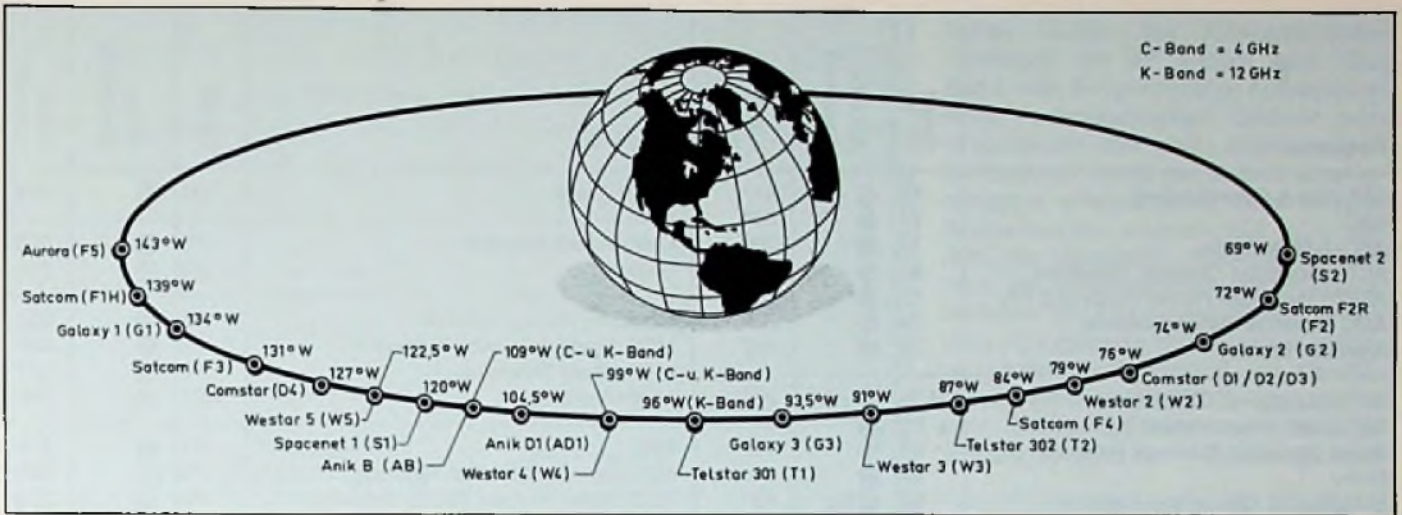 C-Band = 4 GHz
K-Band = 12 GHz
Aurora (F5)
143°W
Satcom (F1H)
139°W
Galaxy 1 (G1)
134°W
Satcom (F3)
131°W
Comstar (D4)
127°W
Westar 5 (W5)
122,5°W
Spacenet 1 (S1)
120°W
Anik B (AB)
109°W (C-u. K-Band)
Anik D1 (AD1)
104,5°W
Westar 4 (W4)
99°W (C-u. K-Band)
Telstar 301 (T1)
96°W (K-Band)
Galaxy 3 (G3)
93,5°W
Westar 3 (W3)
91°W
Telstar 302 (T2)
87°W
Satcom (F4)
84°W
Westar 2 (W2)
79°W
Comstar (D1/D2/D3)
76°W
Galaxy 2 (G2)
74°W
Satcom F2R
(F2)
72°W
Spacenet 2
(S2)
69°W